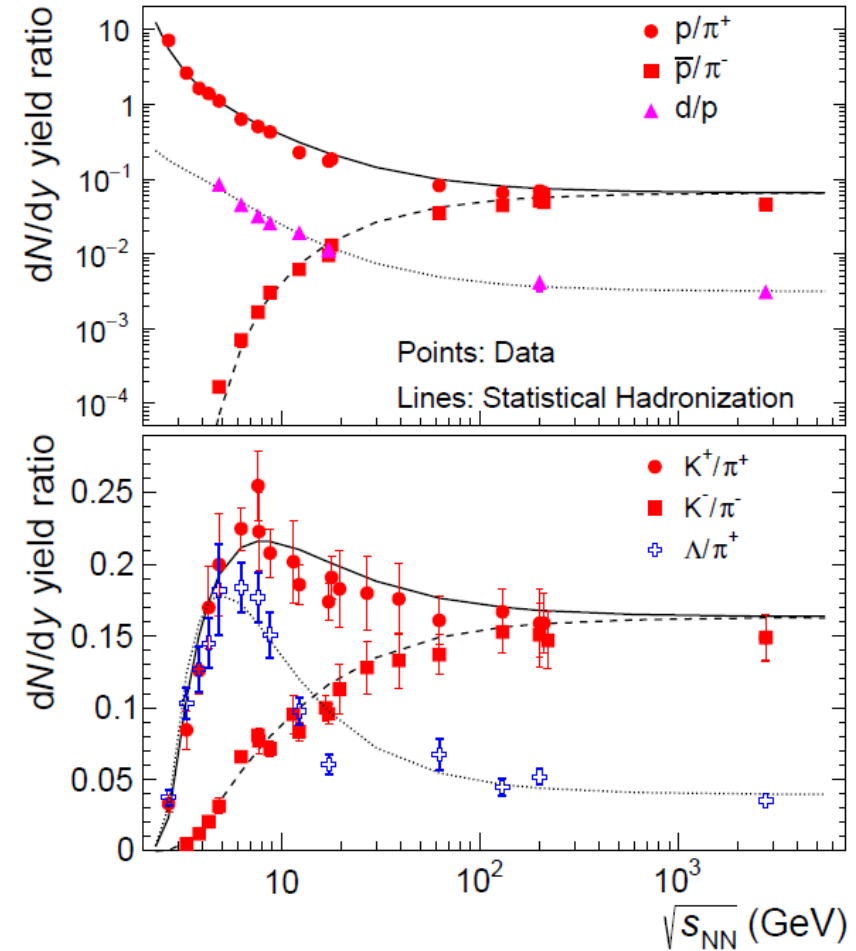 dN/dy yield ratio
10
1
10⁻¹
10⁻²
10⁻³
10⁻⁴
p/π⁺
p̅/π⁻
d/p
Points: Data
Lines: Statistical Hadronization
dN/dy yield ratio
0.25
0.2
0.15
0.1
0.05
0
K⁺/π⁺
K⁻/π⁻
Λ/π⁺
10
10²
10³
√s_NN (GeV)